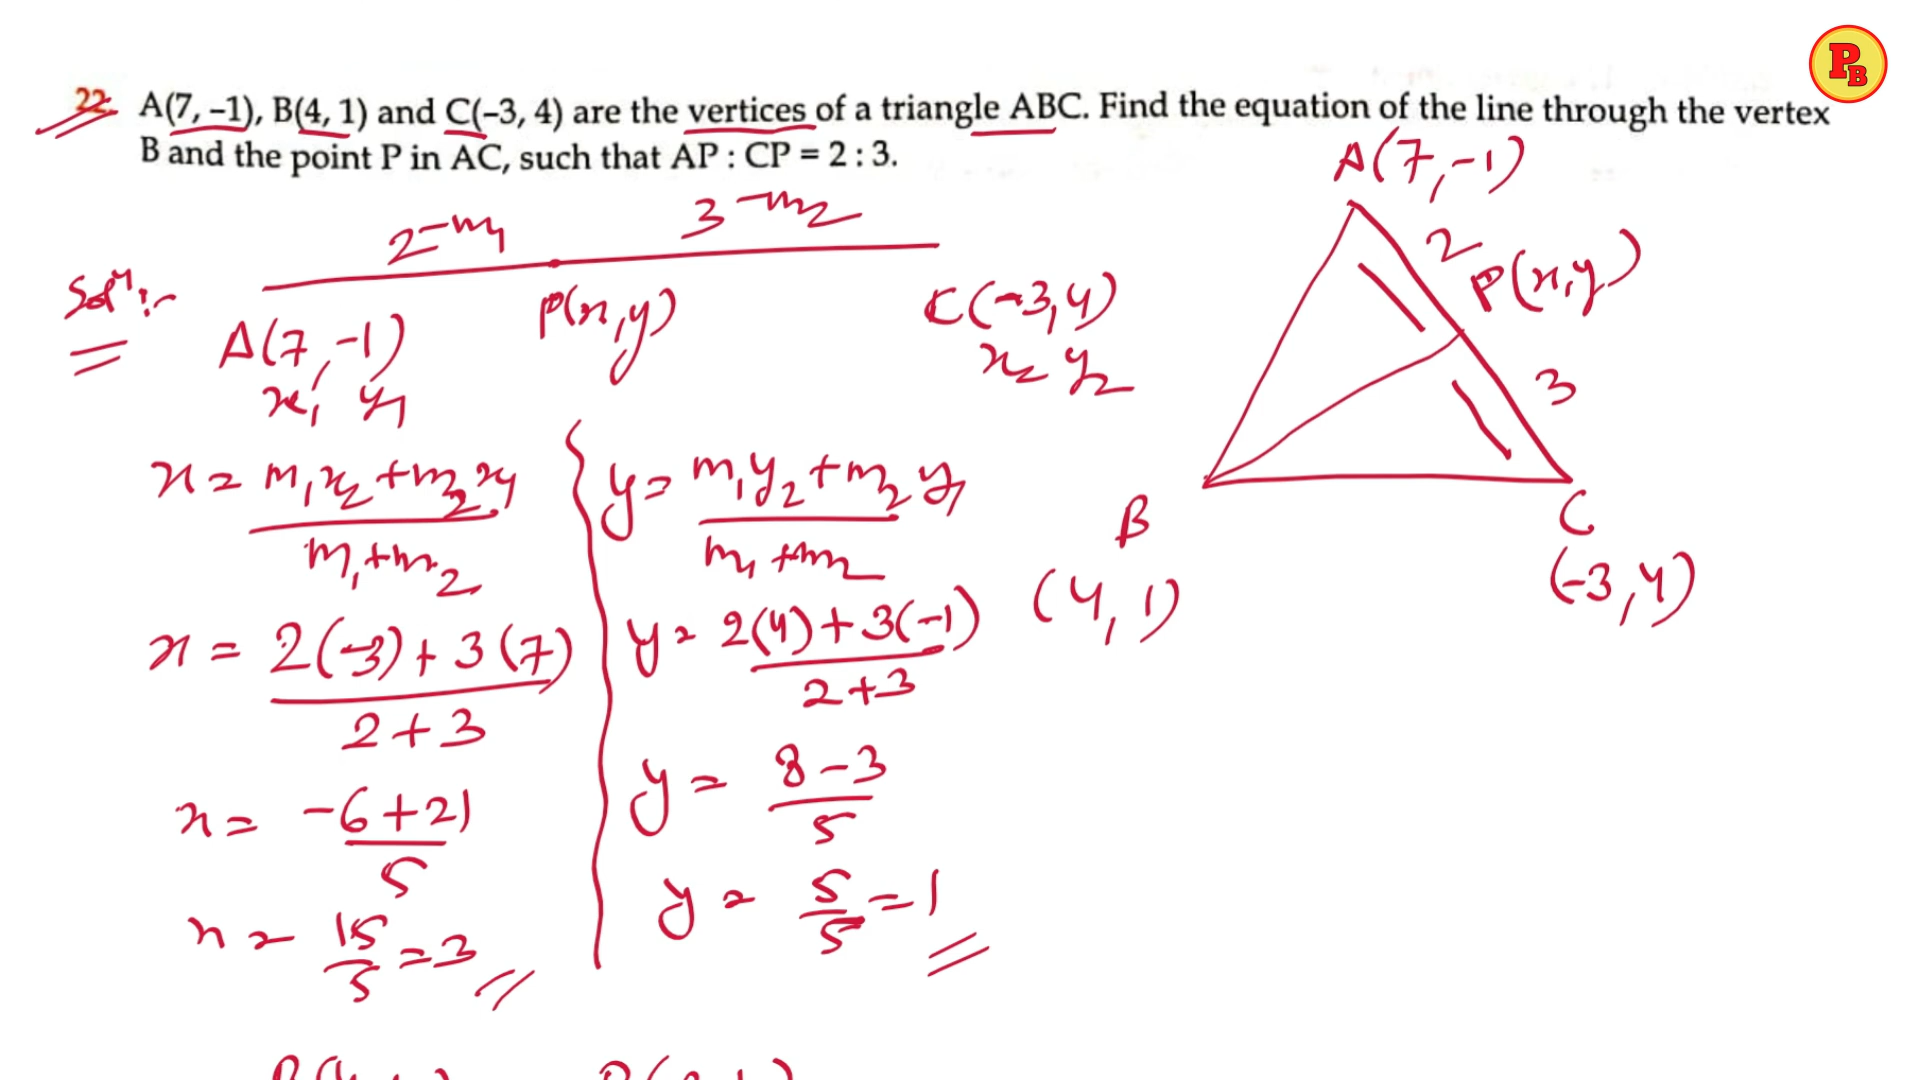 PB
22. A(7, –1), B(4, 1) and C(–3, 4) are the vertices of a triangle ABC. Find the equation of the line through the vertex
B and the point P in AC, such that AP : CP = 2 : 3.
A(7, -1)
2 = m1 3 - m2
2
P(x, y)
Soln :-
A(7, -1) P(x, y) C(-3, 4)
x1, y1 x2 y2
3
x = m1x2 + m2x1 / m1 + m2 y = m1y2 + m2y1 / m1 + m2
B C
(4, 1) (-3, 4)
x = 2(-3) + 3(7) / 2 + 3 y = 2(4) + 3(-1) / 2 + 3
x = -6 + 21 / 5 y = 8 - 3 / 5
x = 15/5 = 3 y = 5/5 = 1